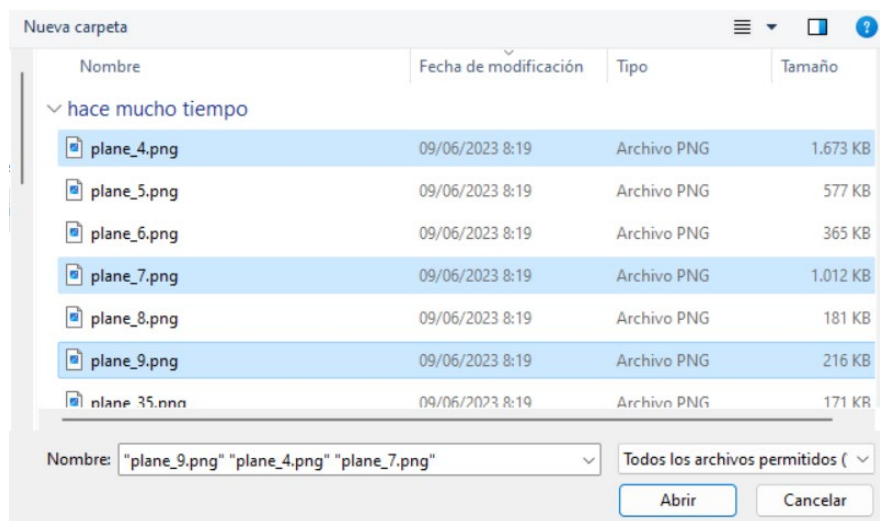 Nueva carpeta
Nombre Fecha de modificación Tipo Tamaño
hace mucho tiempo
plane_4.png 09/06/2023 8:19 Archivo PNG 1.673 KB
plane_5.png 09/06/2023 8:19 Archivo PNG 577 KB
plane_6.png 09/06/2023 8:19 Archivo PNG 365 KB
plane_7.png 09/06/2023 8:19 Archivo PNG 1.012 KB
plane_8.png 09/06/2023 8:19 Archivo PNG 181 KB
plane_9.png 09/06/2023 8:19 Archivo PNG 216 KB
plane_35.png 09/06/2023 8:19 Archivo PNG 171 KB
Nombre: "plane_9.png" "plane_4.png" "plane_7.png" Todos los archivos permitidos (
Abrir Cancelar